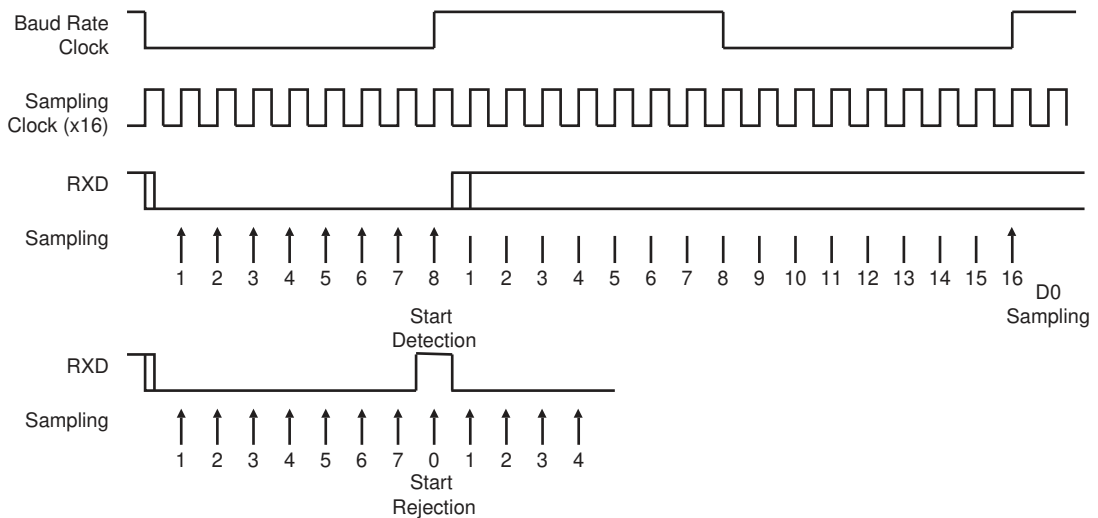 Baud Rate
Clock
Sampling
Clock (x16)
RXD
Sampling
1 2 3 4 5 6 7 8 1 2 3 4 5 6 7 8 9 10 11 12 13 14 15 16
D0
Sampling
Start
Detection
RXD
Sampling
1 2 3 4 5 6 7 0 1 2 3 4
Start
Rejection